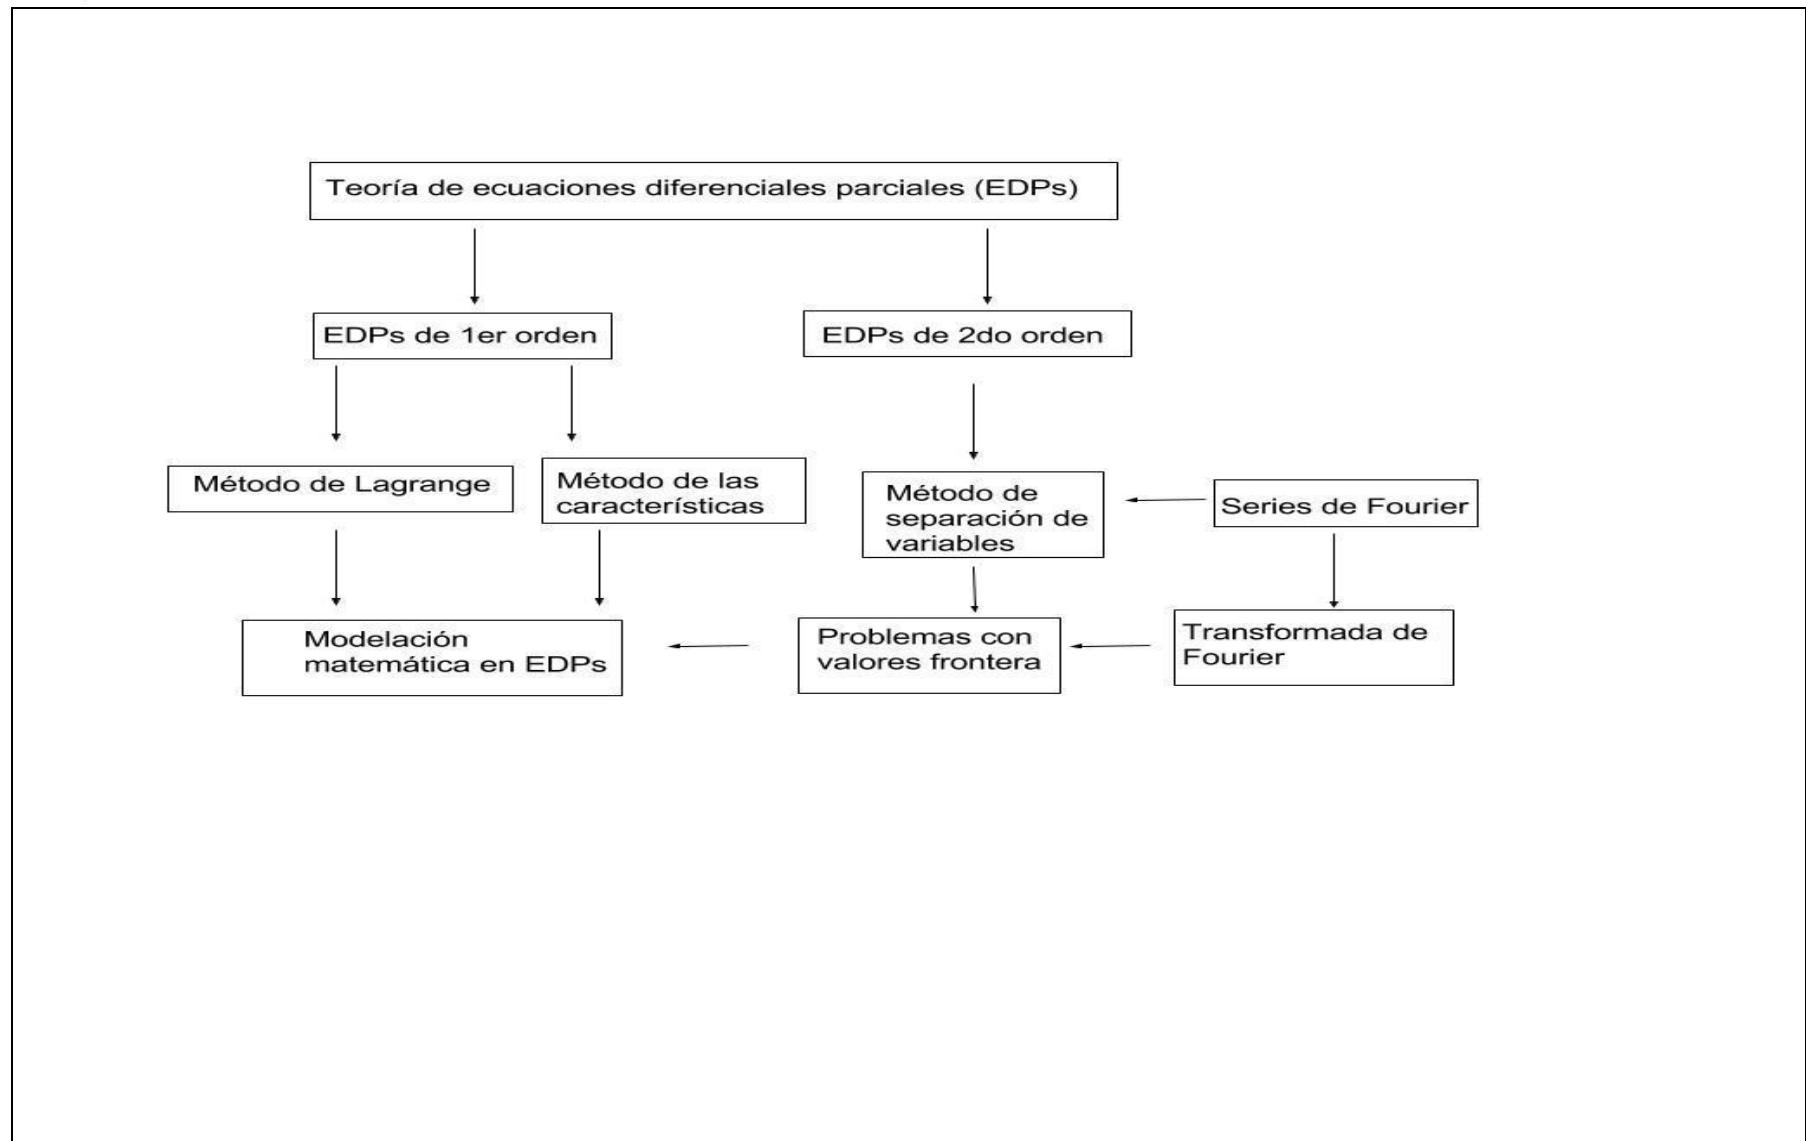 Teoría de ecuaciones diferenciales parciales (EDPs)
EDPs de 1er orden
EDPs de 2do orden
Método de Lagrange
Método de las
características
Método de
separación de
variables
Series de Fourier
Modelación
matemática en EDPs
Problemas con
valores frontera
Transformada de
Fourier